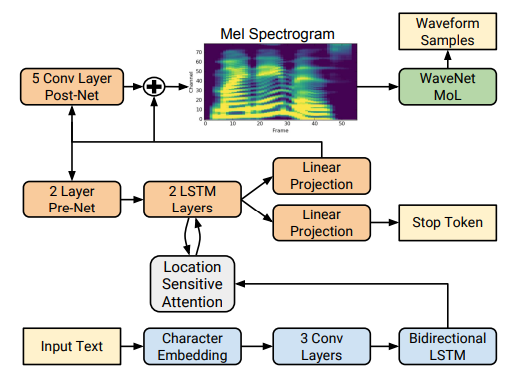 Waveform
Samples
Mel Spectrogram
5 Conv Layer
Post-Net
Channel
70
60
50
40
30
20
10
0
0
10
20
30
40
50
Frame
WaveNet
MoL
2 Layer
Pre-Net
2 LSTM
Layers
Linear
Projection
Linear
Projection
Stop Token
Location
Sensitive
Attention
Input Text
Character
Embedding
3 Conv
Layers
Bidirectional
LSTM